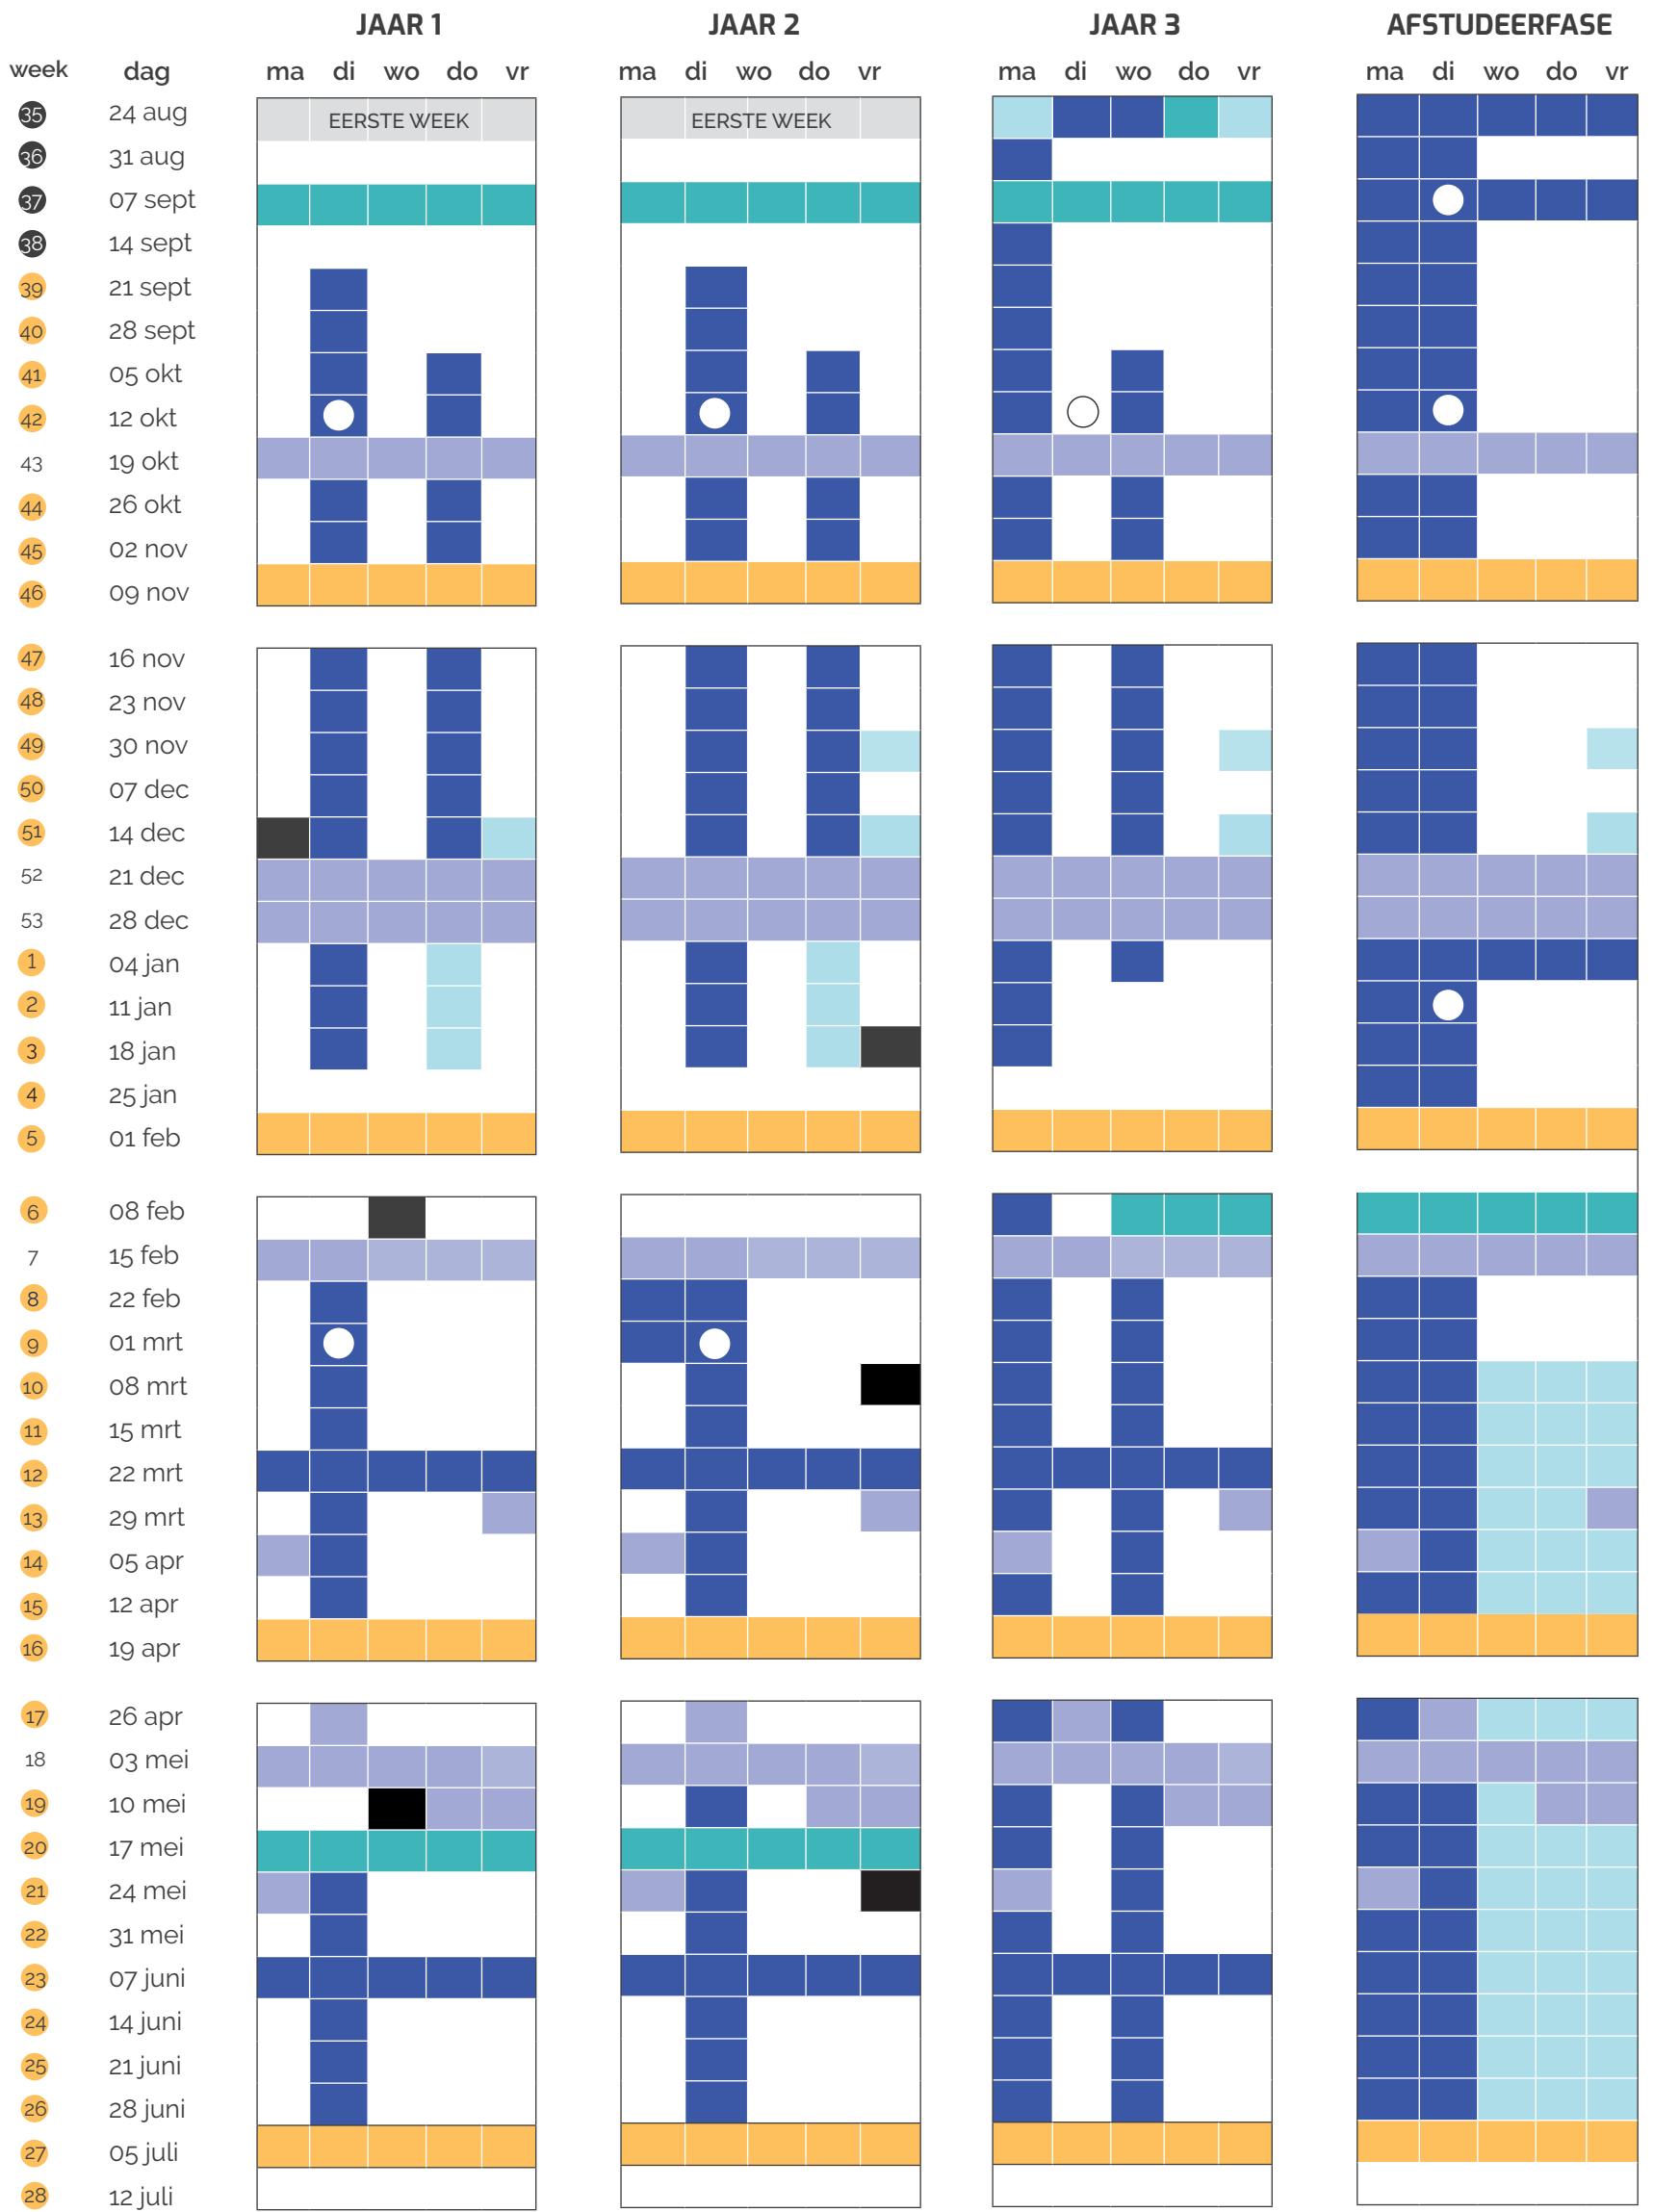 JAAR 1 JAAR 2 JAAR 3 AFSTUDEERFASE
week dag ma di wo do vr ma di wo do vr ma di wo do vr ma di wo do vr
35 24 aug EERSTE WEEK EERSTE WEEK
36 31 aug
37 07 sept
38 14 sept
39 21 sept
40 28 sept
41 05 okt
42 12 okt
43 19 okt
44 26 okt
45 02 nov
46 09 nov
47 16 nov
48 23 nov
49 30 nov
50 07 dec
51 14 dec
52 21 dec
53 28 dec
1 04 jan
2 11 jan
3 18 jan
4 25 jan
5 01 feb
6 08 feb
7 15 feb
8 22 feb
9 01 mrt
10 08 mrt
11 15 mrt
12 22 mrt
13 29 mrt
14 05 apr
15 12 apr
16 19 apr
17 26 apr
18 03 mei
19 10 mei
20 17 mei
21 24 mei
22 31 mei
23 07 juni
24 14 juni
25 21 juni
26 28 juni
27 05 juli
28 12 juli